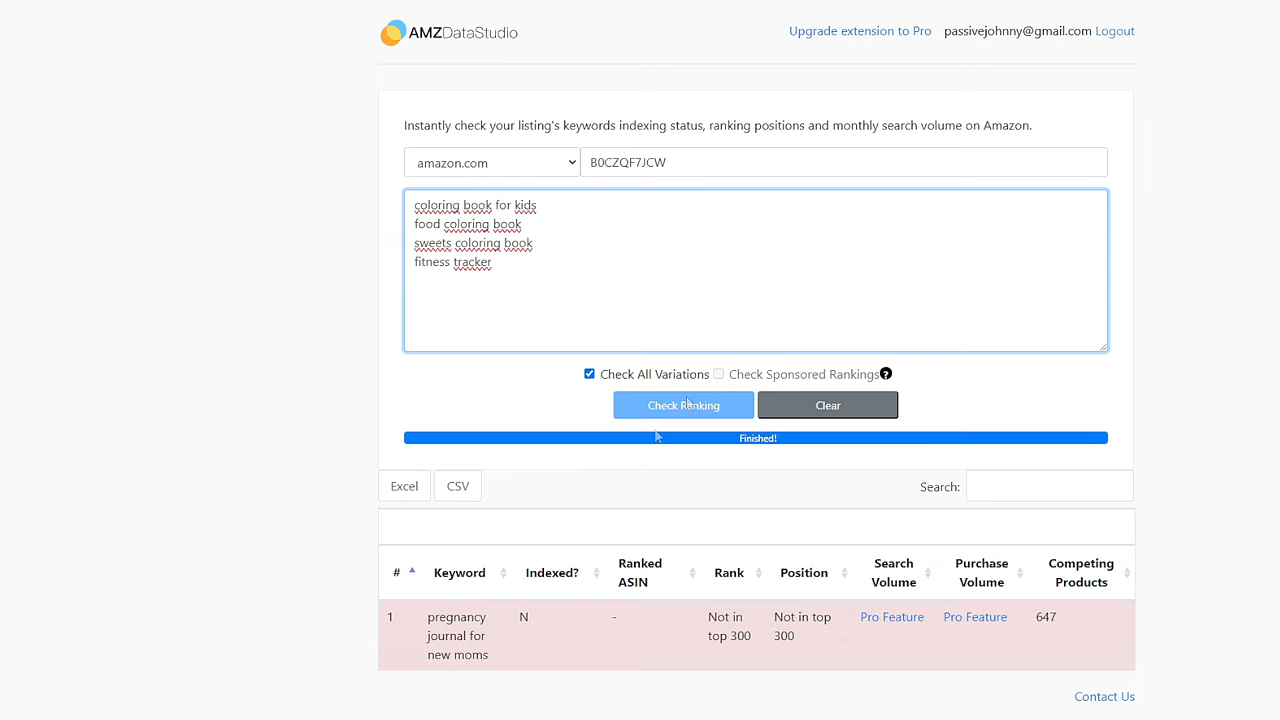 AMZDataStudio
Upgrade extension to Pro passivejohnny@gmail.com Logout
Instantly check your listing's keywords indexing status, ranking positions and monthly search volume on Amazon.
amazon.com B0CZQF7JCW
coloring book for kids
food coloring book
sweets coloring book
fitness tracker
Check All Variations Check Sponsored Rankings ?
Check Ranking Clear
Finished!
Excel CSV Search:
# Keyword Indexed? Ranked ASIN Rank Position Search Volume Purchase Volume Competing Products
1 pregnancy journal for new moms N - Not in top 300 Not in top 300 Pro Feature Pro Feature 647
Contact Us